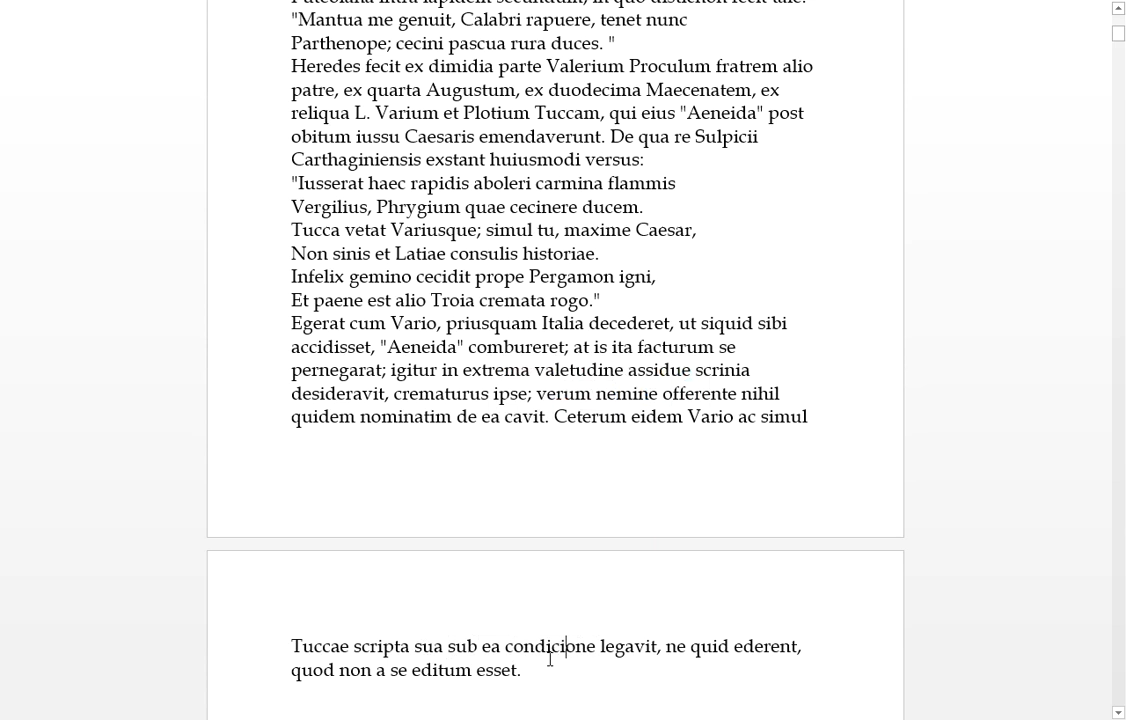 "Mantua me genuit, Calabri rapuere, tenet nunc
Parthenope; cecini pascua rura duces. "
Heredes fecit ex dimidia parte Valerium Proculum fratrem alio
patre, ex quarta Augustum, ex duodecima Maecenatem, ex
reliqua L. Varium et Plotium Tuccam, qui eius "Aeneida" post
obitum iussu Caesaris emendaverunt. De qua re Sulpicii
Carthaginiensis exstant huiusmodi versus:
"Iusserat haec rapidis aboleri carmina flammis
Vergilius, Phrygium quae cecinere ducem.
Tucca vetat Variusque; simul tu, maxime Caesar,
Non sinis et Latiae consulis historiae.
Infelix gemino cecidit prope Pergamon igni,
Et paene est alio Troia cremata rogo."
Egerat cum Vario, priusquam Italia decederet, ut siquid sibi
accidisset, "Aeneida" combureret; at is ita facturum se
pernegarat; igitur in extrema valetudine assidue scrinia
desideravit, crematurus ipse; verum nemine offerente nihil
quidem nominatim de ea cavit. Ceterum eidem Vario ac simul
Tuccae scripta sua sub ea condicione legavit, ne quid ederent,
quod non a se editum esset.